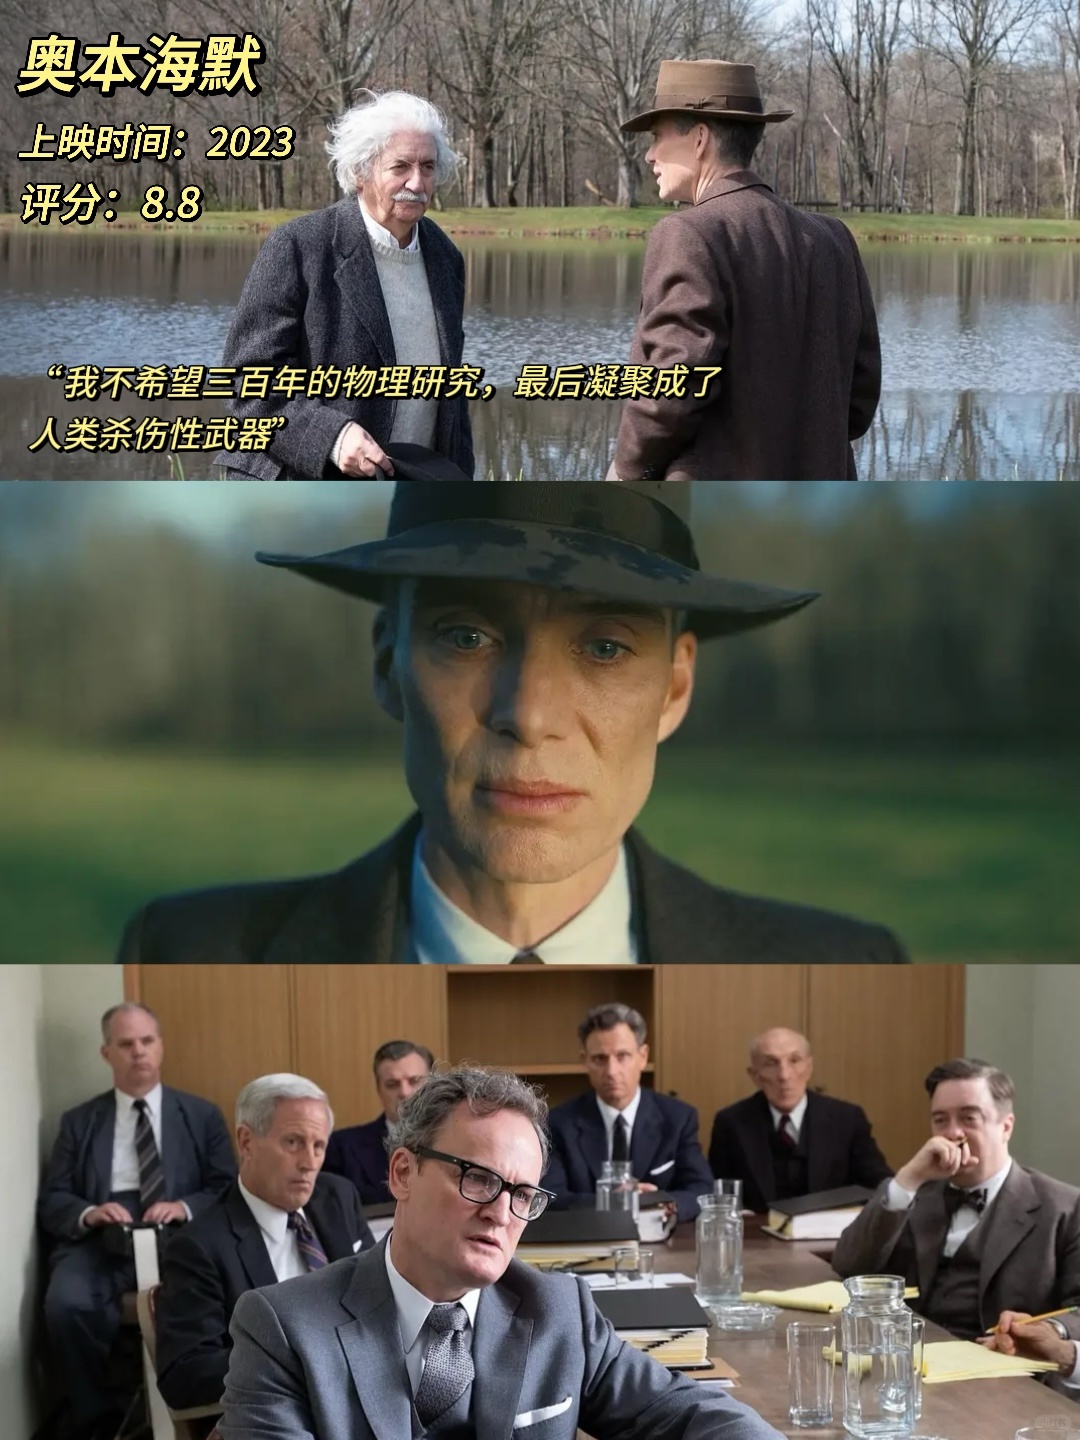 奥本海默
上映时间：2023
评分：8.8
“我不希望三百年的物理研究，最后凝聚成了
人类杀伤性武器”